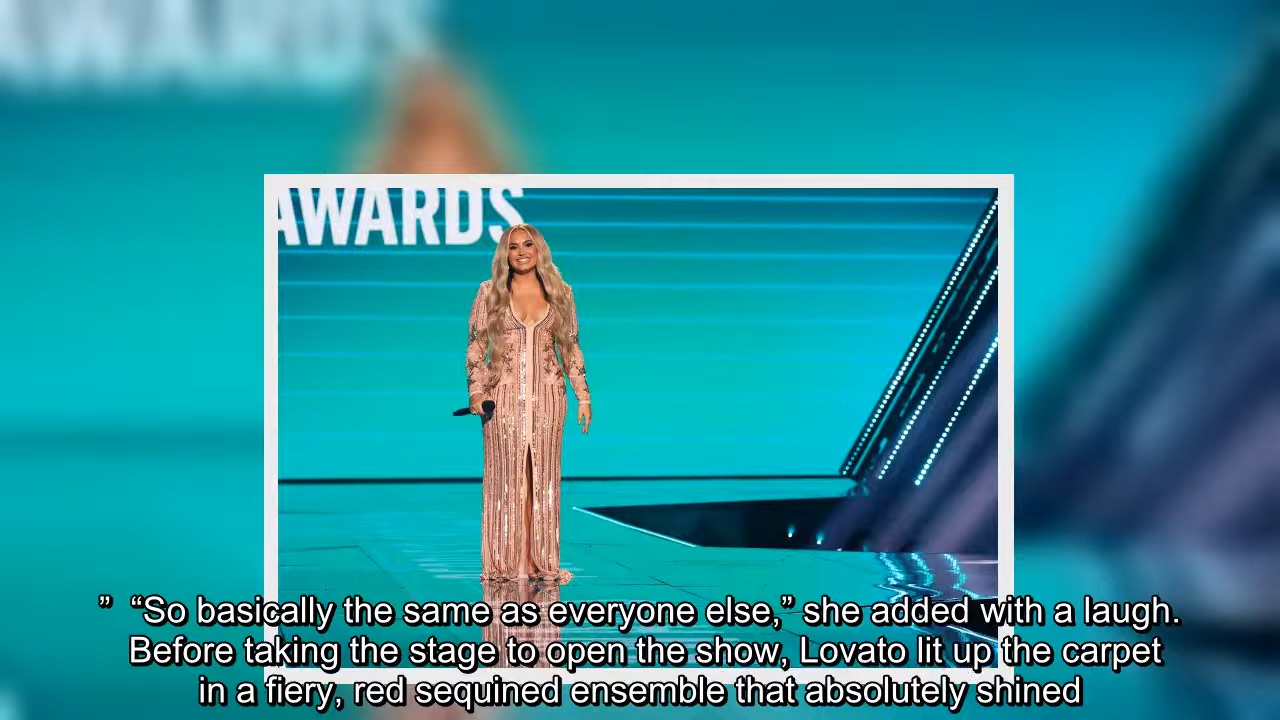 AWARDS
” “So basically the same as everyone else,” she added with a laugh.
Before taking the stage to open the show, Lovato lit up the carpet
in a fiery, red sequined ensemble that absolutely shined